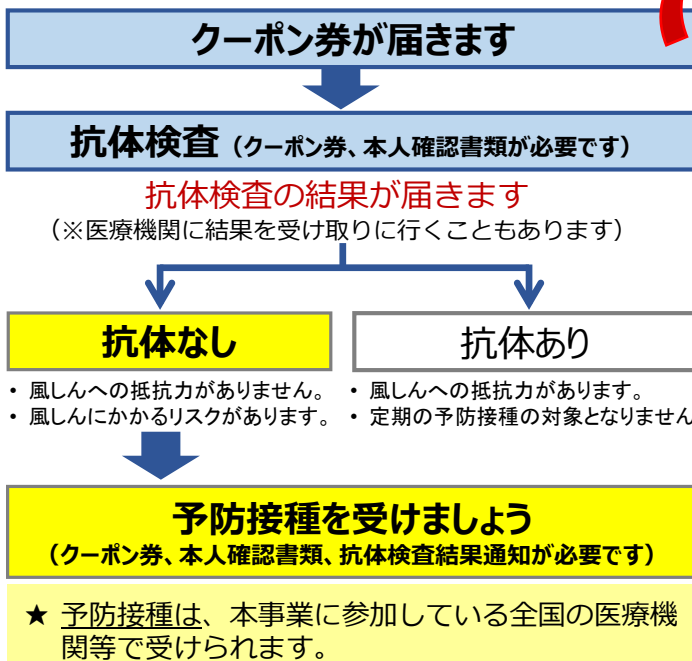 クーポン券が届きます
抗体検査（クーポン券、本人確認書類が必要です）
抗体検査の結果が届きます
（※医療機関に結果を受け取りに行くこともあります）
抗体なし
・ 風しんへの抵抗力がありません。
・ 風しんにかかるリスクがあります。
抗体あり
・ 風しんへの抵抗力があります。
・ 定期の予防接種の対象となりません
予防接種を受けましょう
（クーポン券、本人確認書類、抗体検査結果通知が必要です）
★ 予防接種は、本事業に参加している全国の医療機
関等で受けられます。